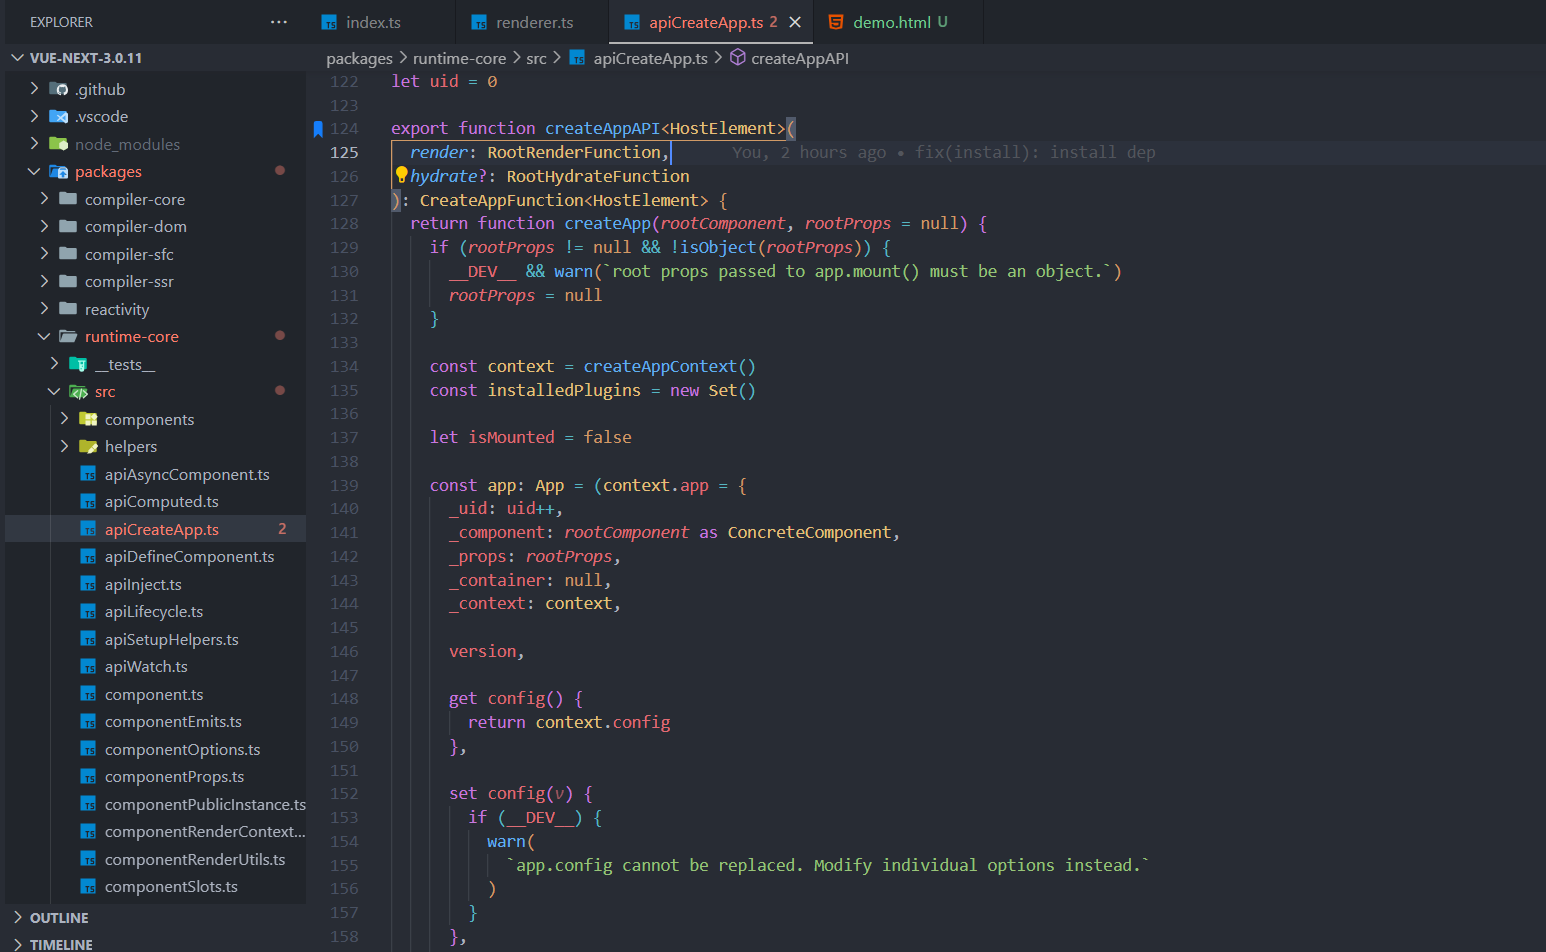 EXPLORER ···
index.ts
renderer.ts
apiCreateApp.ts 2
demo.html U
VUE-NEXT-3.0.11
packages > runtime-core > src > apiCreateApp.ts > createAppAPI
.github
.vscode
node_modules
packages
compiler-core
compiler-dom
compiler-sfc
compiler-ssr
reactivity
runtime-core
__tests__
src
components
helpers
apiAsyncComponent.ts
apiComputed.ts
apiCreateApp.ts 2
apiDefineComponent.ts
apiInject.ts
apiLifecycle.ts
apiSetupHelpers.ts
apiWatch.ts
component.ts
componentEmits.ts
componentOptions.ts
componentProps.ts
componentPublicInstance.ts
componentRenderContext...
componentRenderUtils.ts
componentSlots.ts
OUTLINE
TIMELINE
122 let uid = 0
123
124 export function createAppAPI<HostElement>(
125   render: RootRenderFunction, You, 2 hours ago • fix(install): install dep
126   hydrate?: RootHydrateFunction
127 ): CreateAppFunction<HostElement> {
128   return function createApp(rootComponent, rootProps = null) {
129     if (rootProps != null && !isObject(rootProps)) {
130       __DEV__ && warn(`root props passed to app.mount() must be an object.`)
131       rootProps = null
132     }
133
134     const context = createAppContext()
135     const installedPlugins = new Set()
136
137     let isMounted = false
138
139     const app: App = (context.app = {
140       _uid: uid++,
141       _component: rootComponent as ConcreteComponent,
142       _props: rootProps,
143       _container: null,
144       _context: context,
145
146       version,
147
148       get config() {
149         return context.config
150       },
151
152       set config(v) {
153         if (__DEV__) {
154           warn(
155             `app.config cannot be replaced. Modify individual options instead.`
156           )
157         }
158       },